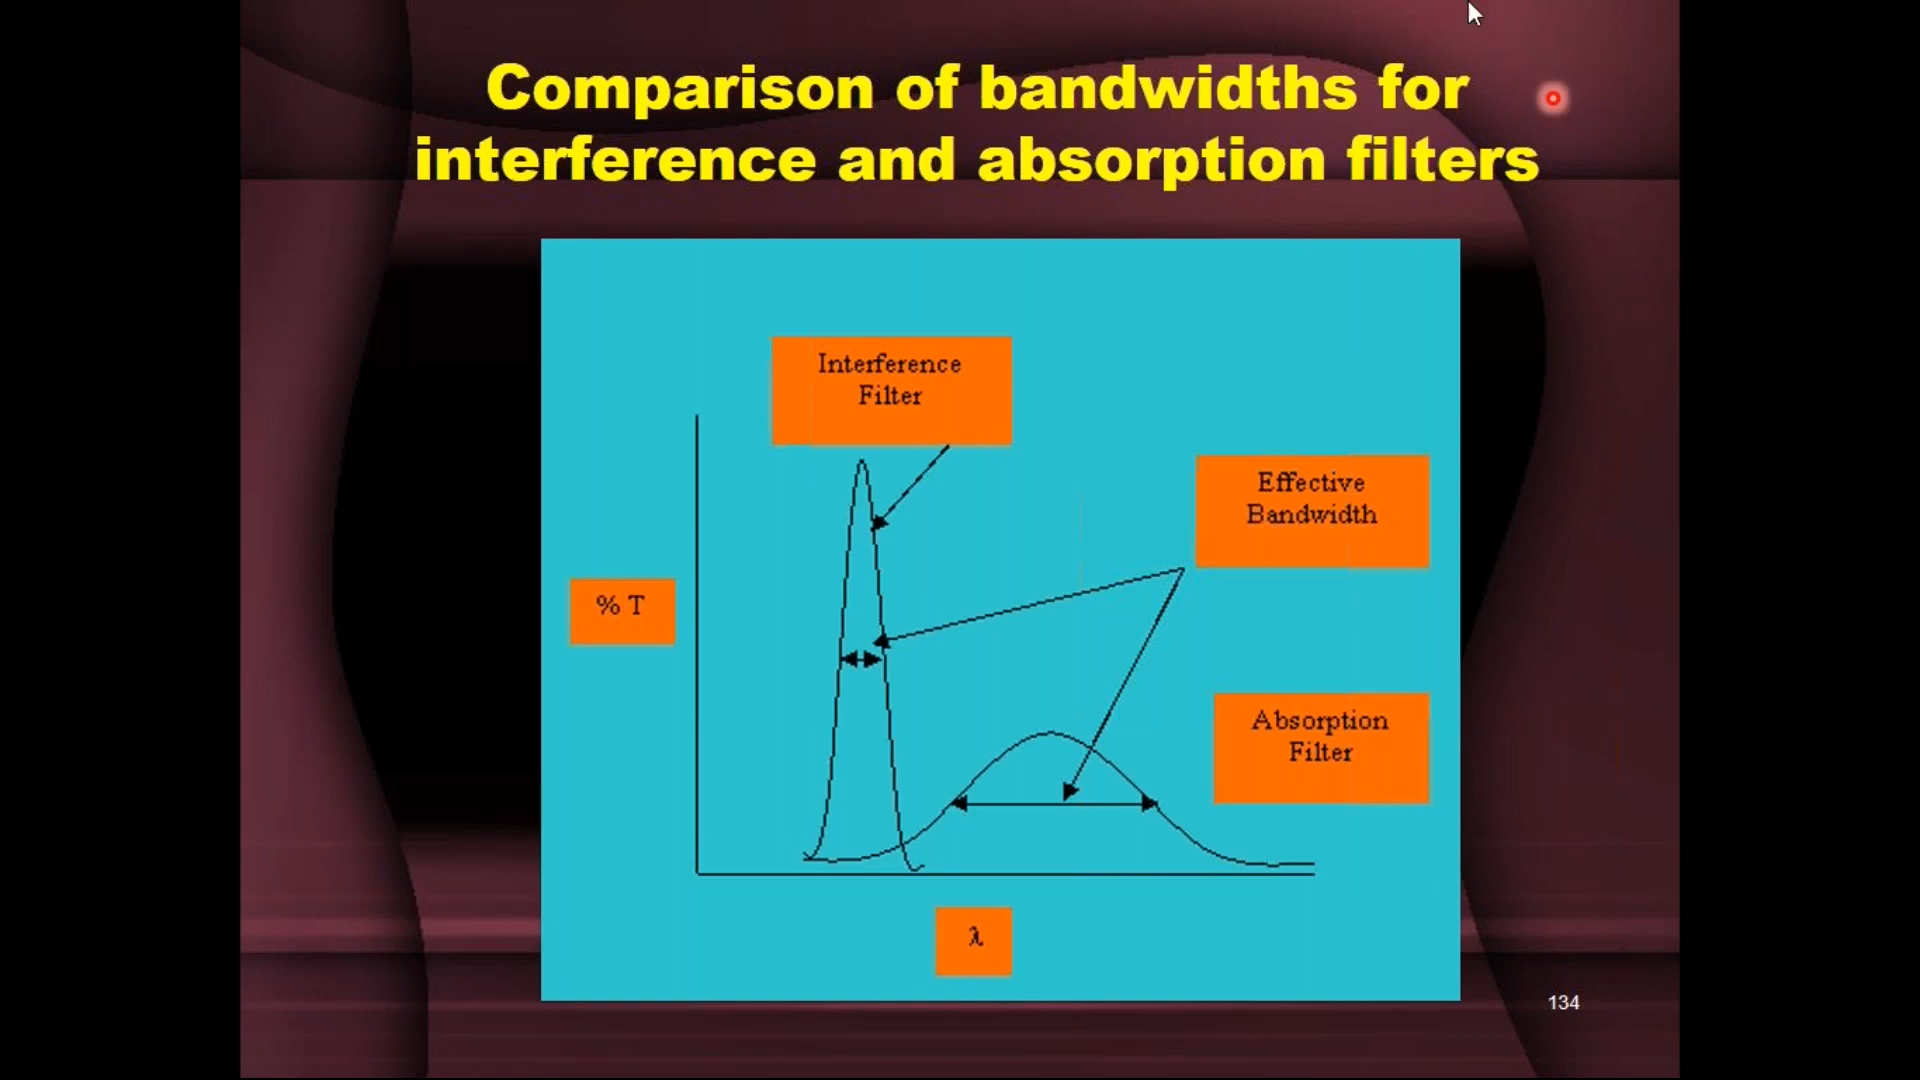 Comparison of bandwidths for
interference and absorption filters
Interference
Filter
Effective
Bandwidth
% T
Absorption
Filter
λ
134